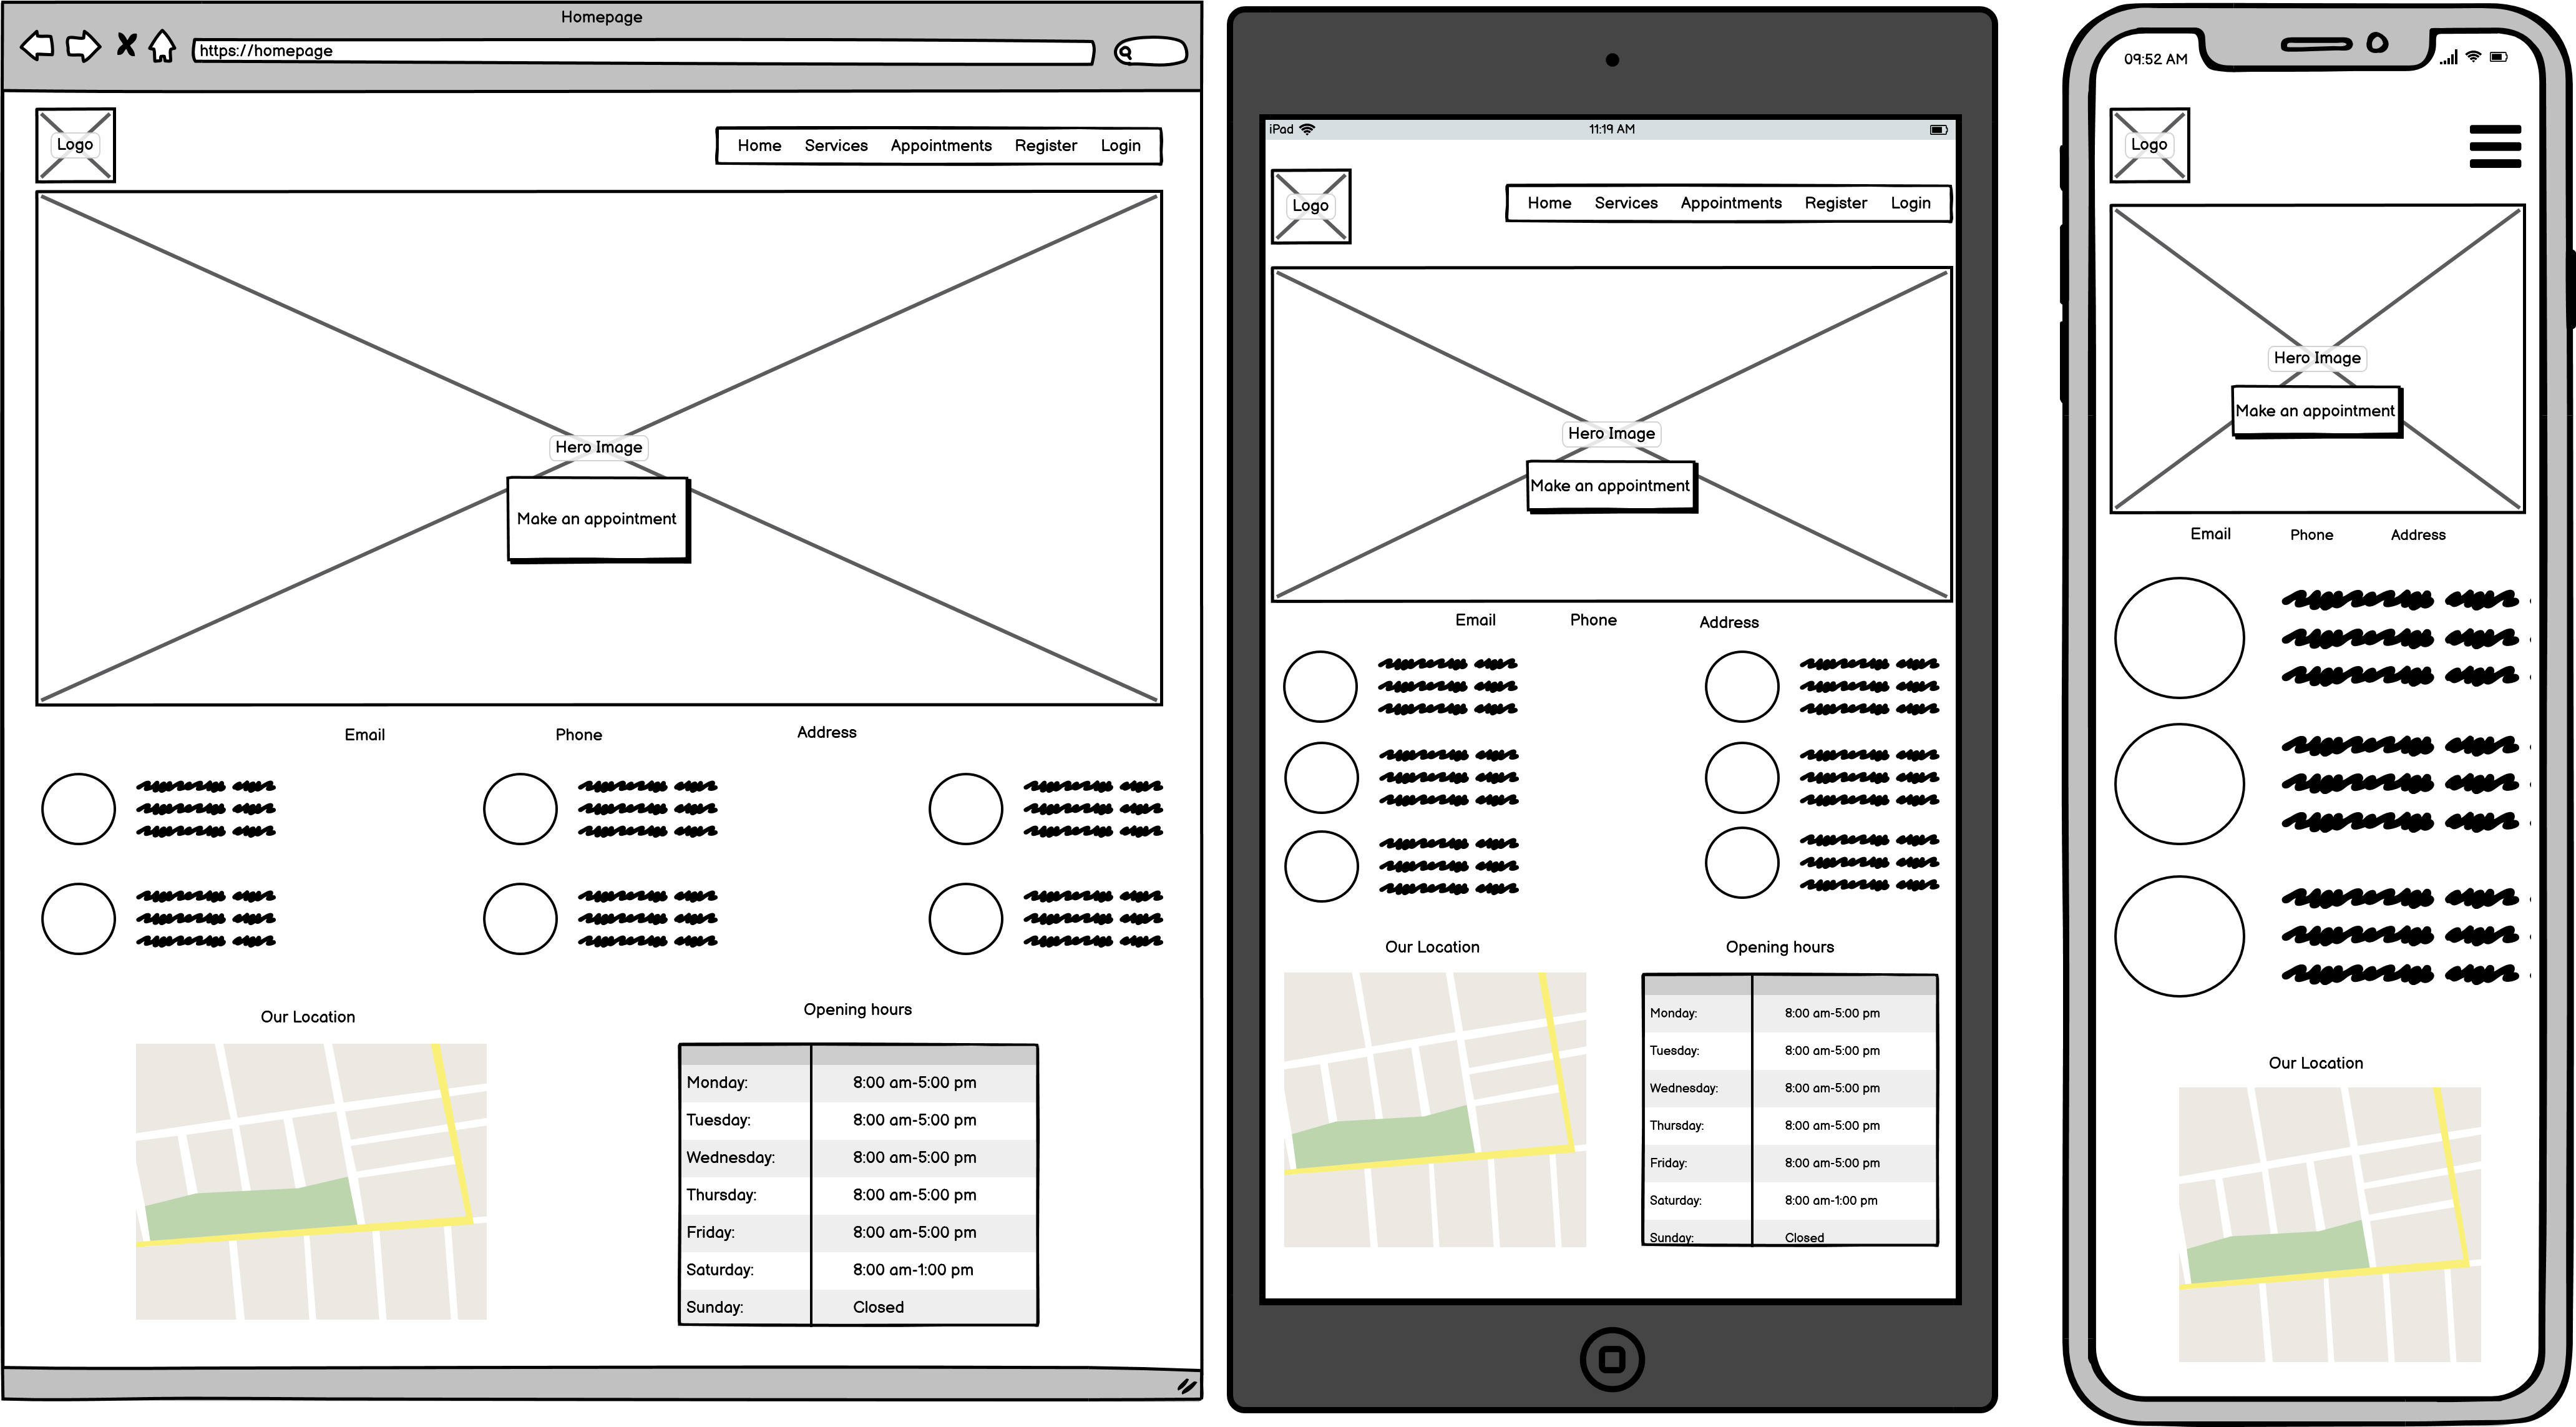 Homepage
https://homepage
Logo
Home Services Appointments Register Login
Hero Image
Make an appointment
Email Phone Address
Our Location
Opening hours
Monday: 8:00 am-5:00 pm
Tuesday: 8:00 am-5:00 pm
Wednesday: 8:00 am-5:00 pm
Thursday: 8:00 am-5:00 pm
Friday: 8:00 am-5:00 pm
Saturday: 8:00 am-1:00 pm
Sunday: Closed
iPad 11:19 AM
Logo
Home Services Appointments Register Login
Hero Image
Make an appointment
Email Phone Address
Our Location
Opening hours
Monday: 8:00 am-5:00 pm
Tuesday: 8:00 am-5:00 pm
Wednesday: 8:00 am-5:00 pm
Thursday: 8:00 am-5:00 pm
Friday: 8:00 am-5:00 pm
Saturday: 8:00 am-1:00 pm
Sunday: Closed
09:52 AM
Logo
Hero Image
Make an appointment
Email Phone Address
Our Location